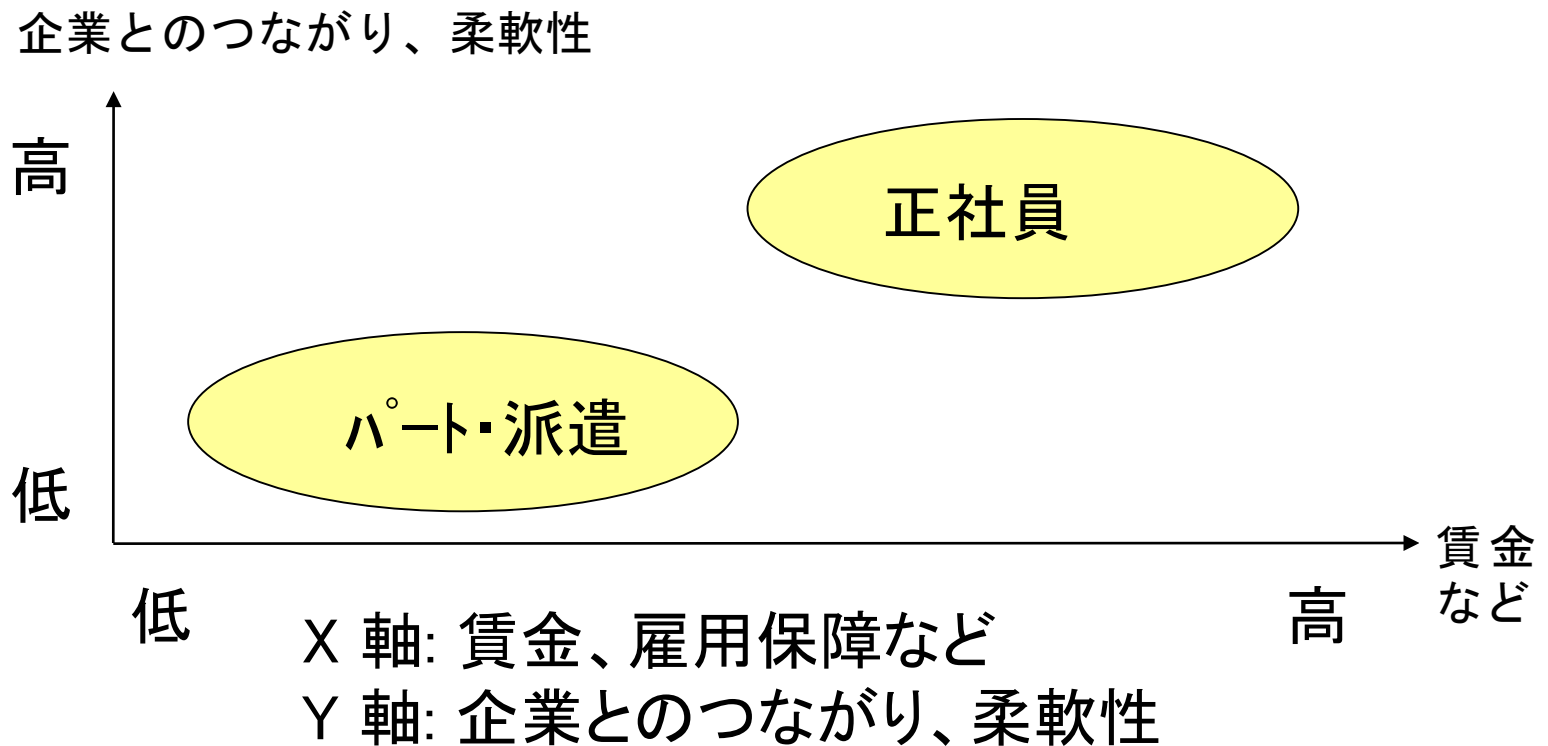 企業とのつながり、柔軟性
高
正社員
パート・派遣
低
賃金
など
低
高
X 軸: 賃金、雇用保障など
Y 軸: 企業とのつながり、柔軟性